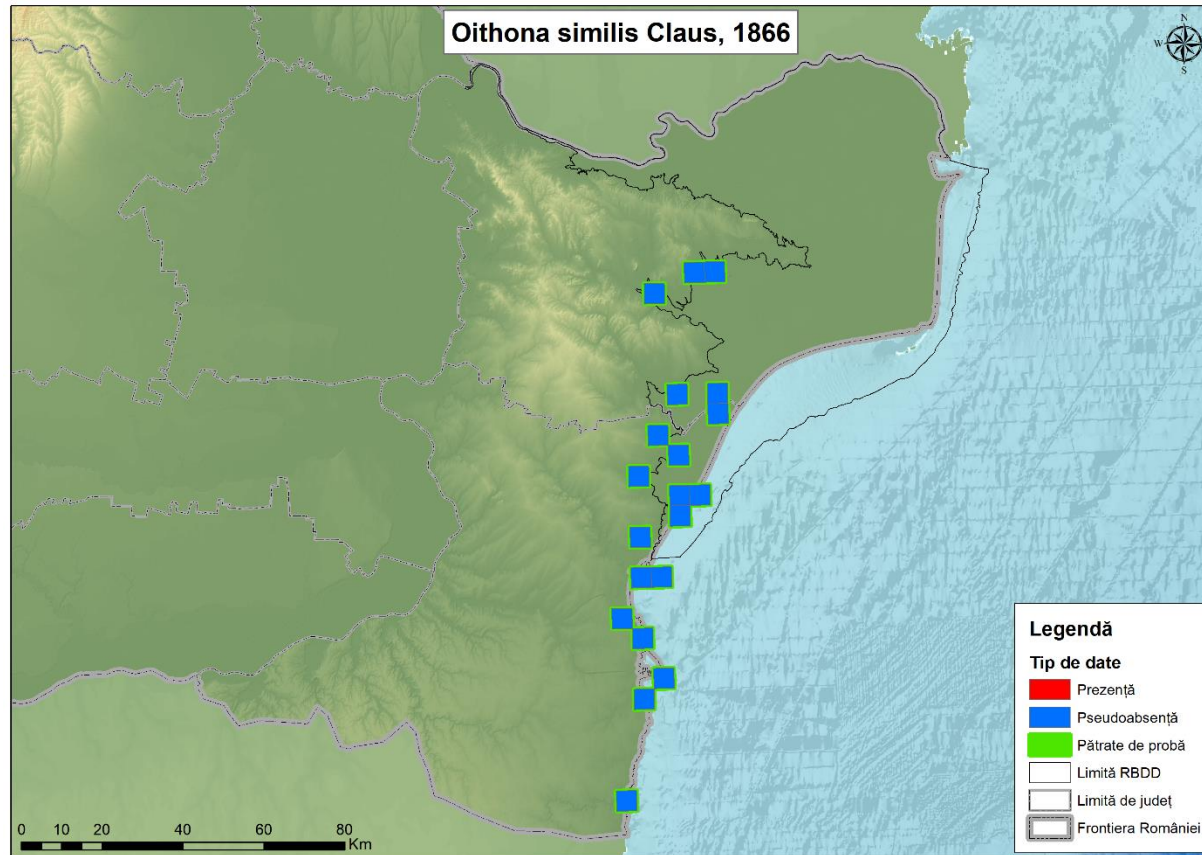 Oithona similis Claus, 1866
N
W E
S
Legendă
Tip de date
Prezență
Pseudoabsență
Pătrate de probă
Limită RBDD
Limită de județ
Frontiera României
0 10 20 40 60 80
Km